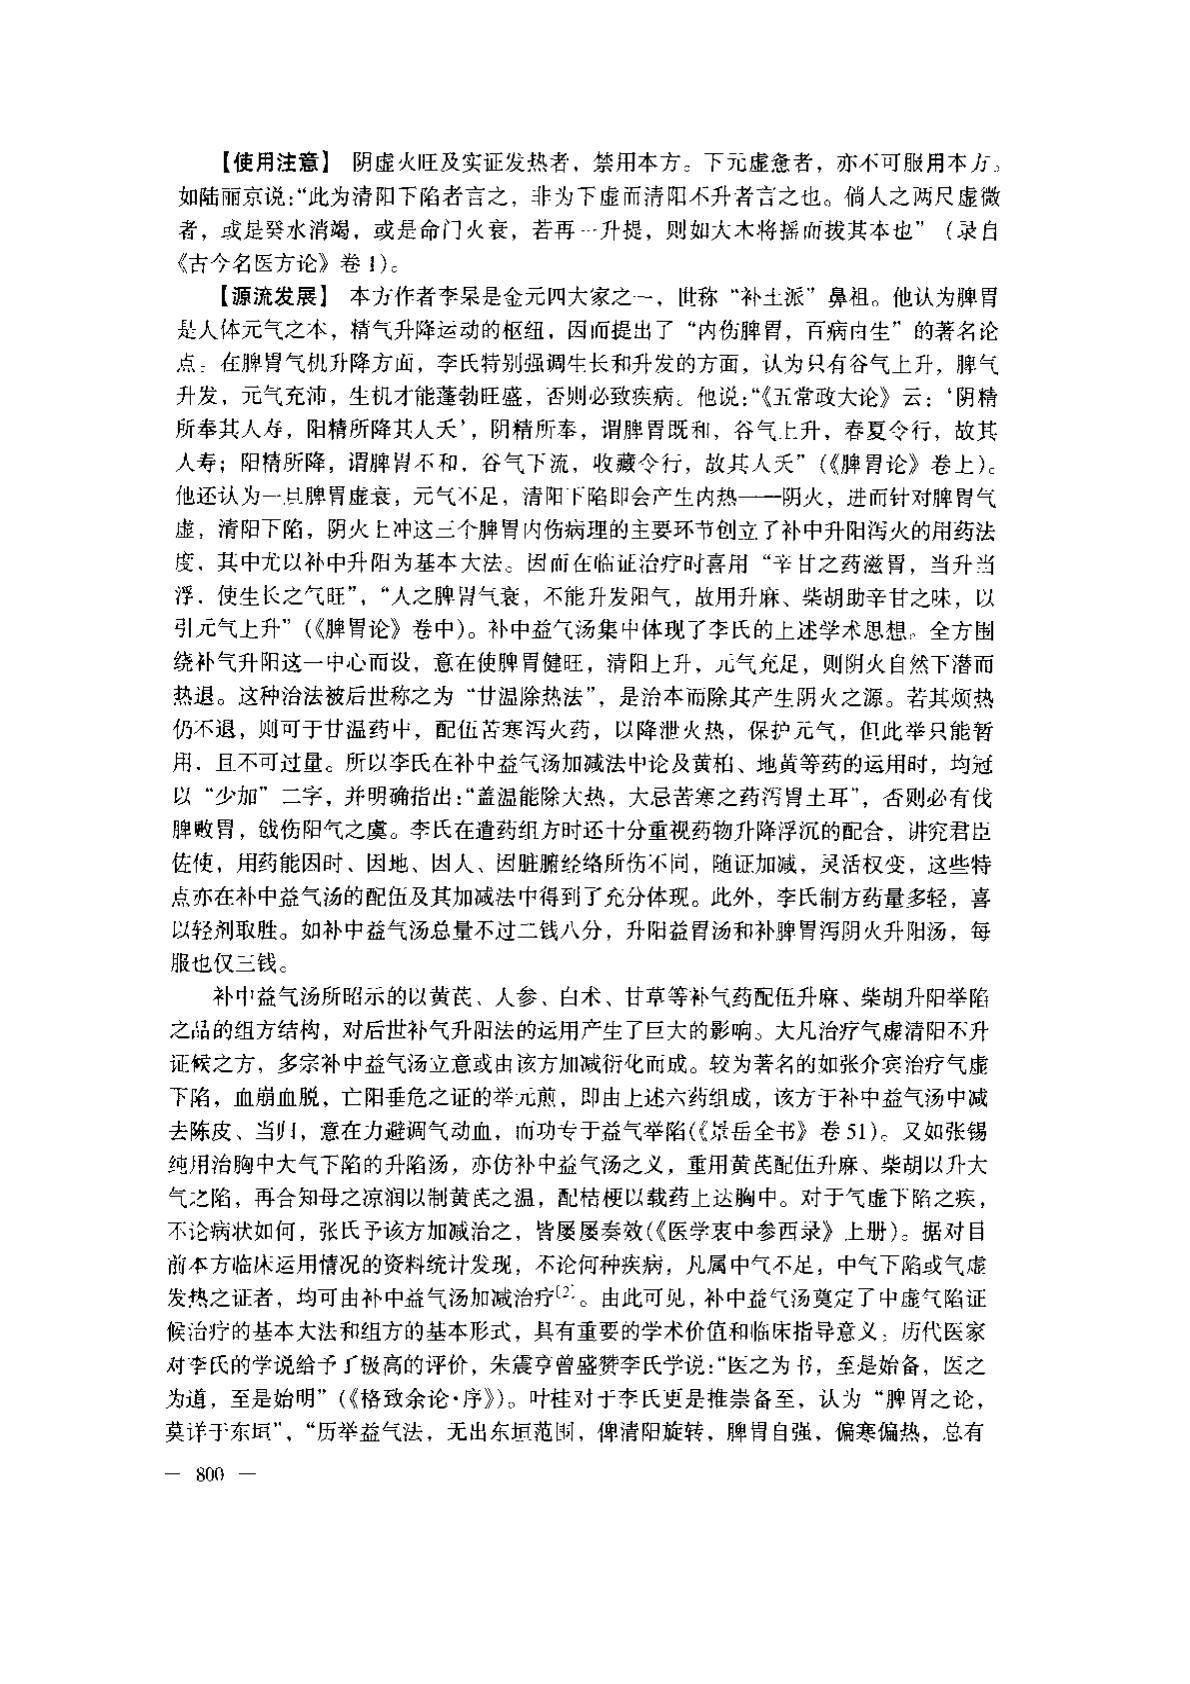 【使用注意】 阴虚火旺及实证发热者，禁用本方。下元虚惫者，亦不可服用本方。
如陆丽京说：“此为清阳下陷者言之，非为下虚而清阳不升者言之也。倘人之两尺虚微
者，或是癸水消竭，或是命门火衰，若再一升提，则如大木将摇而拔其本也”（录自
《古今名医方论》卷1）。
【源流发展】 本方作者李杲是金元四大家之一，世称“补土派”鼻祖。他认为脾胃
是人体元气之本，精气升降运动的枢纽，因而提出了“内伤脾胃，百病由生”的著名论
点。在脾胃气机升降方面，李氏特别强调生长和升发的方面，认为只有谷气上升，脾气
升发，元气充沛，生机才能蓬勃旺盛，否则必致疾病。他说：“《五常政大论》云：‘阴精
所奉其人寿，阳精所降其人夭’，阴精所奉，谓脾胃既和，谷气上升，春夏令行，故其
人寿；阳精所降，谓脾胃不和，谷气下流，收藏令行，故其人夭”（《脾胃论》卷上）。
他还认为一旦脾胃虚衰，元气不足，清阳下陷即会产生内热——阴火，进而针对脾胃气
虚，清阳下陷，阴火上冲这三个脾胃内伤病理的主要环节创立了补中升阳泻火的用药法
度，其中尤以补中升阳为基本大法。因而在临证治疗时喜用“辛甘之药滋胃，当升当
浮，使生长之气旺”，“人之脾胃气衰，不能升发阳气，故用升麻、柴胡助辛甘之味，以
引元气上升”（《脾胃论》卷中）。补中益气汤集中体现了李氏的上述学术思想。全方围
绕补气升阳这一中心而设，意在使脾胃健旺，清阳上升，元气充足，则阴火自然下潜而
热退。这种治法被后世称之为“甘温除热法”，是治本而除其产生阴火之源。若其烦热
仍不退，则可于甘温药中，配伍苦寒泻火药，以降泄火热，保护元气，但此举只能暂
用，且不可过量。所以李氏在补中益气汤加减法中论及黄柏、地黄等药的运用时，均冠
以“少加”二字，并明确指出：“盖温能除大热，大忌苦寒之药泻胃土耳”，否则必有伐
脾败胃，戗伤阳气之虞。李氏在遣药组方时还十分重视药物升降浮沉的配合，讲究君臣
佐使，用药能因时、因地、因人、因脏腑经络所伤不同，随证加减，灵活权变，这些特
点亦在补中益气汤的配伍及其加减法中得到了充分体现。此外，李氏制方药量多轻，喜
以轻剂取胜。如补中益气汤总量不过二钱八分，升阳益胃汤和补脾胃泻阴火升阳汤，每
服也仅三钱。
补中益气汤所昭示的以黄芪、人参、白术、甘草等补气药配伍升麻、柴胡升阳举陷
之品的组方结构，对后世补气升阳法的运用产生了巨大的影响。大凡治疗气虚清阳不升
证候之方，多宗补中益气汤立意或由该方加减衍化而成。较为著名的如张介宾治疗气虚
下陷，血崩血脱，亡阳垂危之证的举元煎，即由上述六药组成，该方于补中益气汤中减
去陈皮、当归，意在力避调气动血，而功专于益气举陷（《景岳全书》卷51）。又如张锡
纯用治胸中大气下陷的升陷汤，亦仿补中益气汤之义，重用黄芪配伍升麻、柴胡以升大
气之陷，再合知母之凉润以制黄芪之温，配桔梗以载药上达胸中。对于气虚下陷之疾，
不论病状如何，张氏予该方加减治之，皆屡屡奏效（《医学衷中参西录》上册）。据对目
前本方临床运用情况的资料统计发现，不论何种疾病，凡属中气不足，中气下陷或气虚
发热之证者，均可由补中益气汤加减治疗〔2〕。由此可见，补中益气汤奠定了中虚气陷证
候治疗的基本大法和组方的基本形式，具有重要的学术价值和临床指导意义。历代医家
对李氏的学说给予了极高的评价，朱震亨曾盛赞李氏学说：“医之为书，至是始备，医之
为道，至是始明”（《格致余论·序》）。叶桂对于李氏更是推崇备至，认为“脾胃之论，
莫详于东垣”，“历举益气法，无出东垣范围，俾清阳旋转，脾胃自强，偏寒偏热，总有
— 800 —